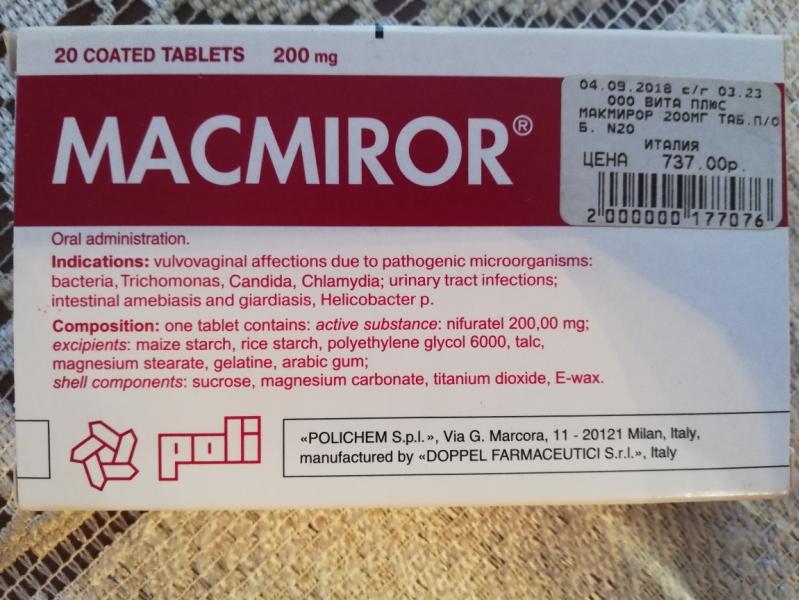 20 COATED TABLETS 200 mg
MACMIROR®
04.09.2018 с/г 03.23
ООО ВИТА ПЛЮС
МАКМИРОР 200МГ ТАБ.П/О
Б. N20
ИТАЛИЯ
ЦЕНА 737.00р.
2 000000 177076
Oral administration.
Indications: vulvovaginal affections due to pathogenic microorganisms:
bacteria, Trichomonas, Candida, Chlamydia; urinary tract infections;
intestinal amebiasis and giardiasis, Helicobacter p.
Composition: one tablet contains: active substance: nifuratel 200,00 mg;
excipients: maize starch, rice starch, polyethylene glycol 6000, talc,
magnesium stearate, gelatine, arabic gum;
shell components: sucrose, magnesium carbonate, titanium dioxide, E-wax.
poli
«POLICHEM S.p.l.», Via G. Marcora, 11 - 20121 Milan, Italy,
manufactured by «DOPPEL FARMACEUTICI S.r.l.», Italy